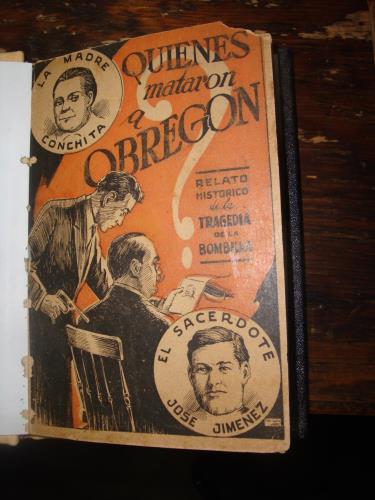 LA MADRE
CONCHITA
QUIENES
mataron
a
OBREGON
?
RELATO
HISTORICO
de la
TRAGEDIA
DE LA
BOMBILLA
EL SACERDOTE
JOSE JIMENEZ